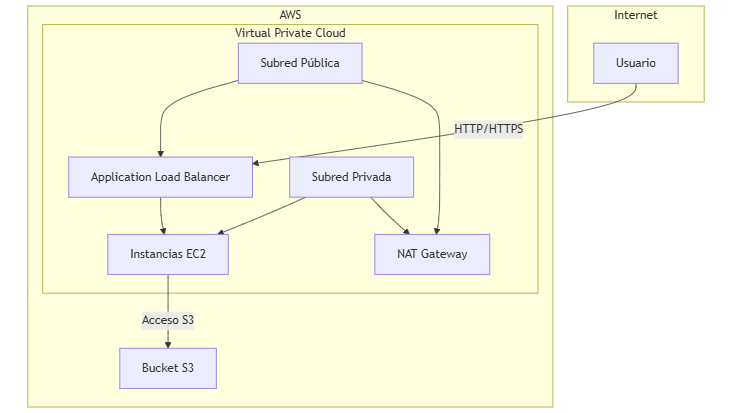 AWS
Internet
Virtual Private Cloud
Subred Pública
Usuario
HTTP/HTTPS
Application Load Balancer
Subred Privada
Instancias EC2
NAT Gateway
Acceso S3
Bucket S3